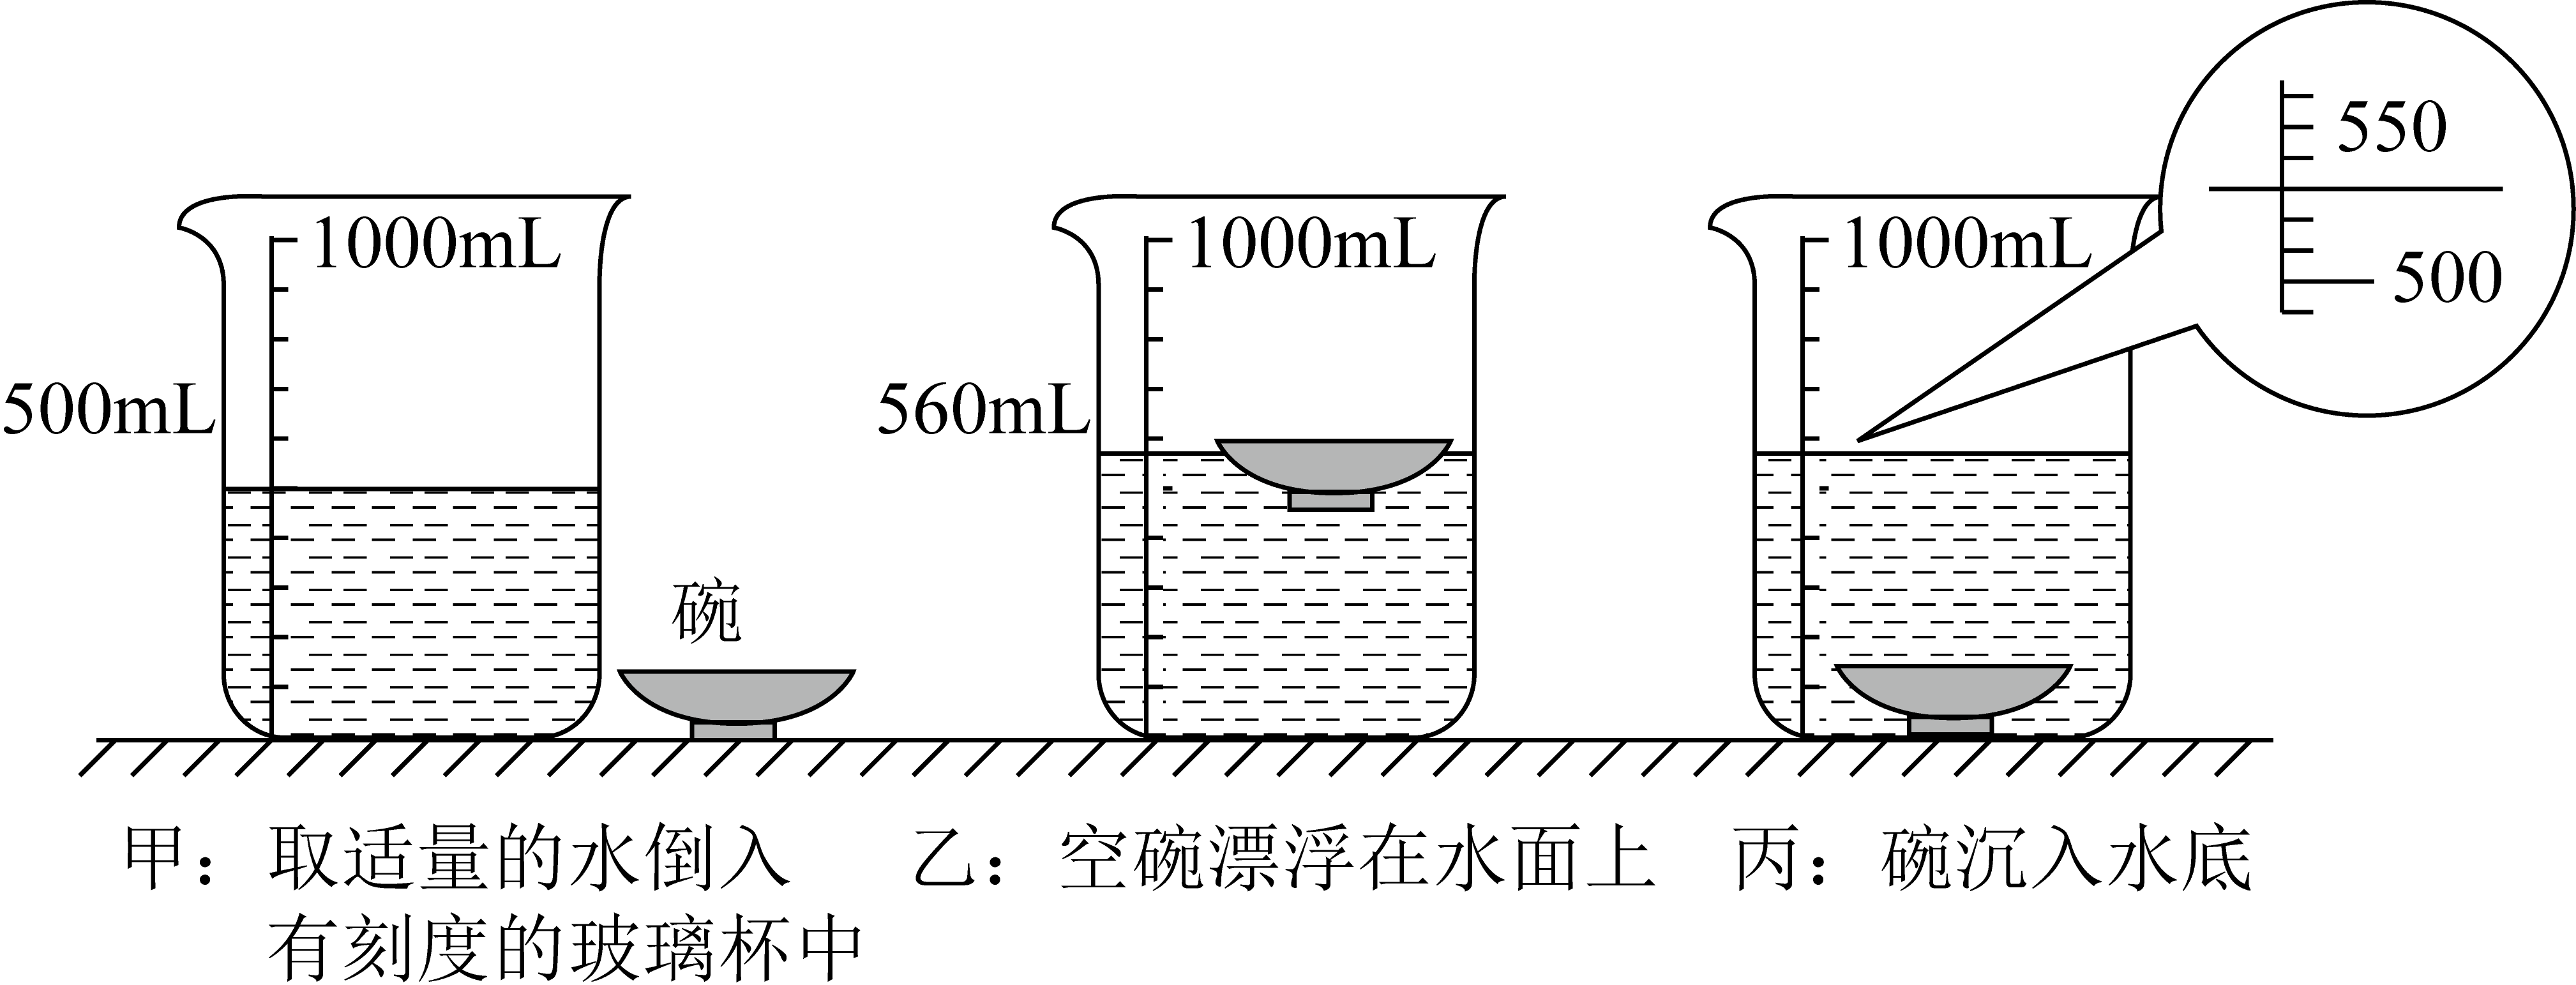 1000mL
500mL
碗
甲：取适量的水倒入
有刻度的玻璃杯中
1000mL
560mL
乙：空碗漂浮在水面上
1000mL
550
500
丙：碗沉入水底